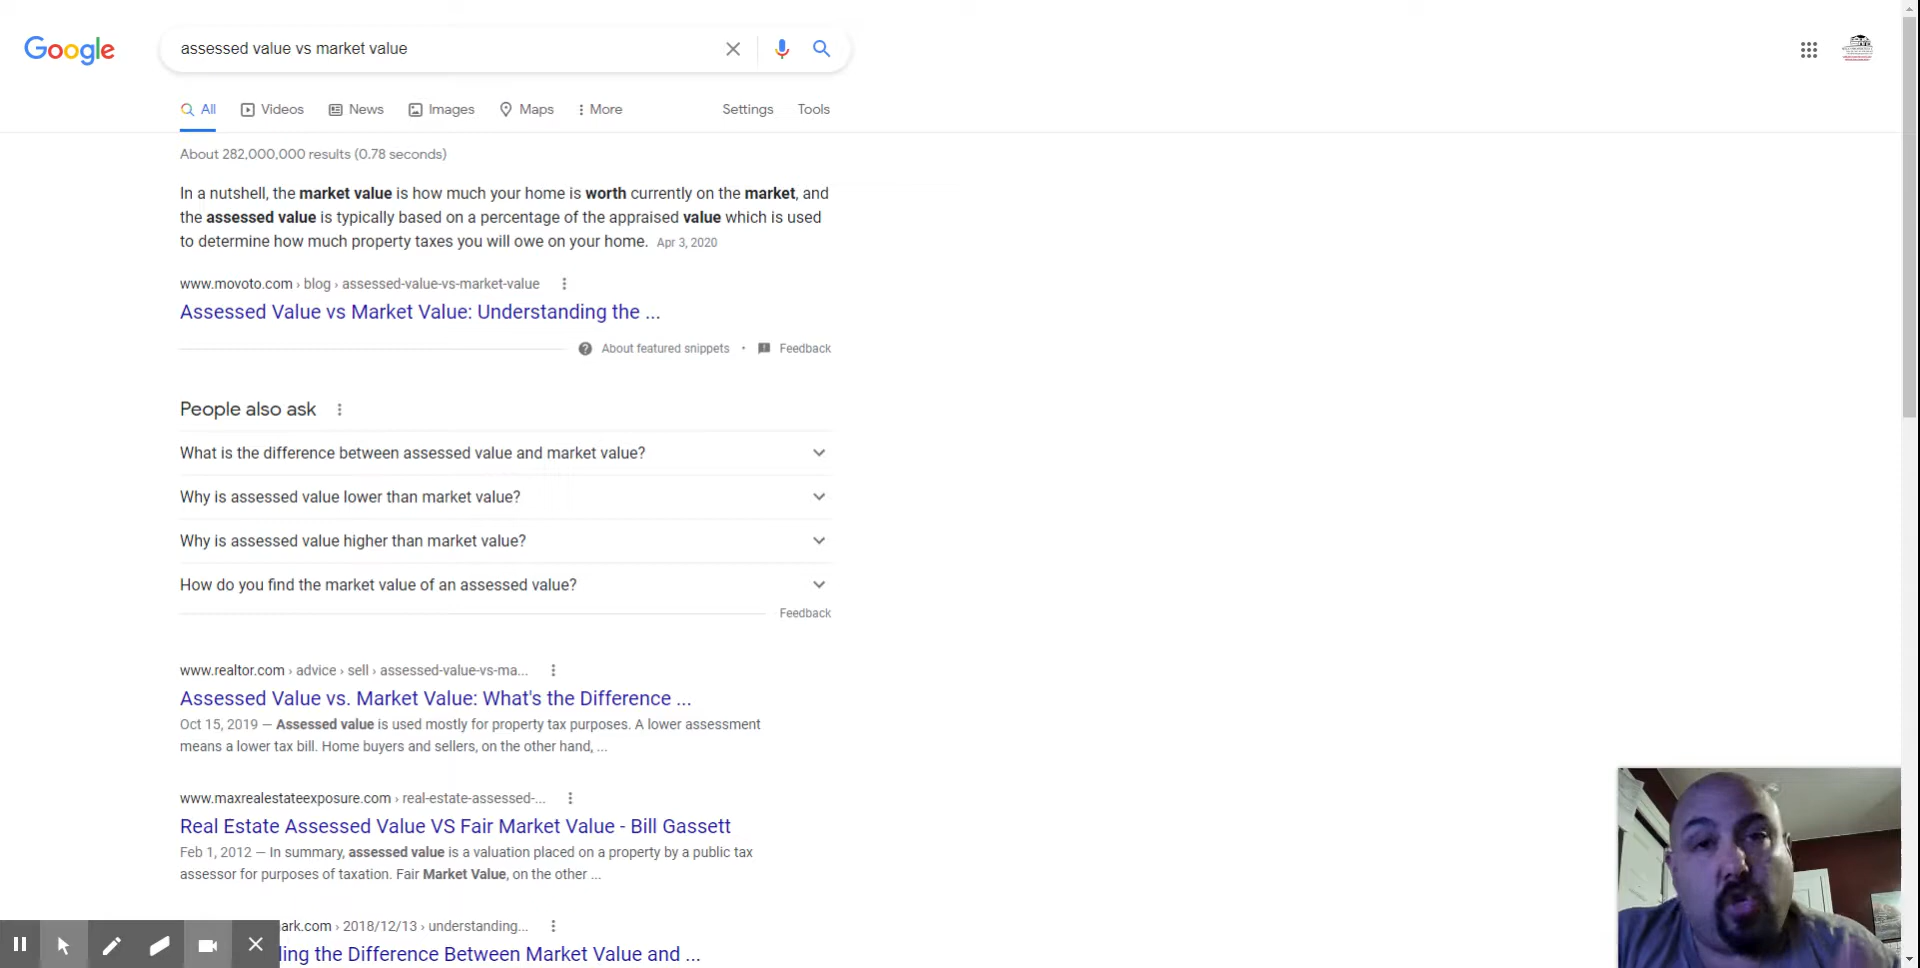 Google
assessed value vs market value
All
Videos
News
Images
Maps
More
Settings
Tools
About 282,000,000 results (0.78 seconds)
In a nutshell, the market value is how much your home is worth currently on the market, and
the assessed value is typically based on a percentage of the appraised value which is used
to determine how much property taxes you will owe on your home. Apr 3, 2020
www.movoto.com › blog › assessed-value-vs-market-value
Assessed Value vs Market Value: Understanding the ...
About featured snippets • Feedback
People also ask
What is the difference between assessed value and market value?
Why is assessed value lower than market value?
Why is assessed value higher than market value?
How do you find the market value of an assessed value?
Feedback
www.realtor.com › advice › sell › assessed-value-vs-ma...
Assessed Value vs. Market Value: What's the Difference ...
Oct 15, 2019 — Assessed value is used mostly for property tax purposes. A lower assessment
means a lower tax bill. Home buyers and sellers, on the other hand, ...
www.maxrealestateexposure.com › real-estate-assessed-...
Real Estate Assessed Value VS Fair Market Value - Bill Gassett
Feb 1, 2012 — In summary, assessed value is a valuation placed on a property by a public tax
assessor for purposes of taxation. Fair Market Value, on the other ...
ark.com › 2018/12/13 › understanding...
ling the Difference Between Market Value and ...